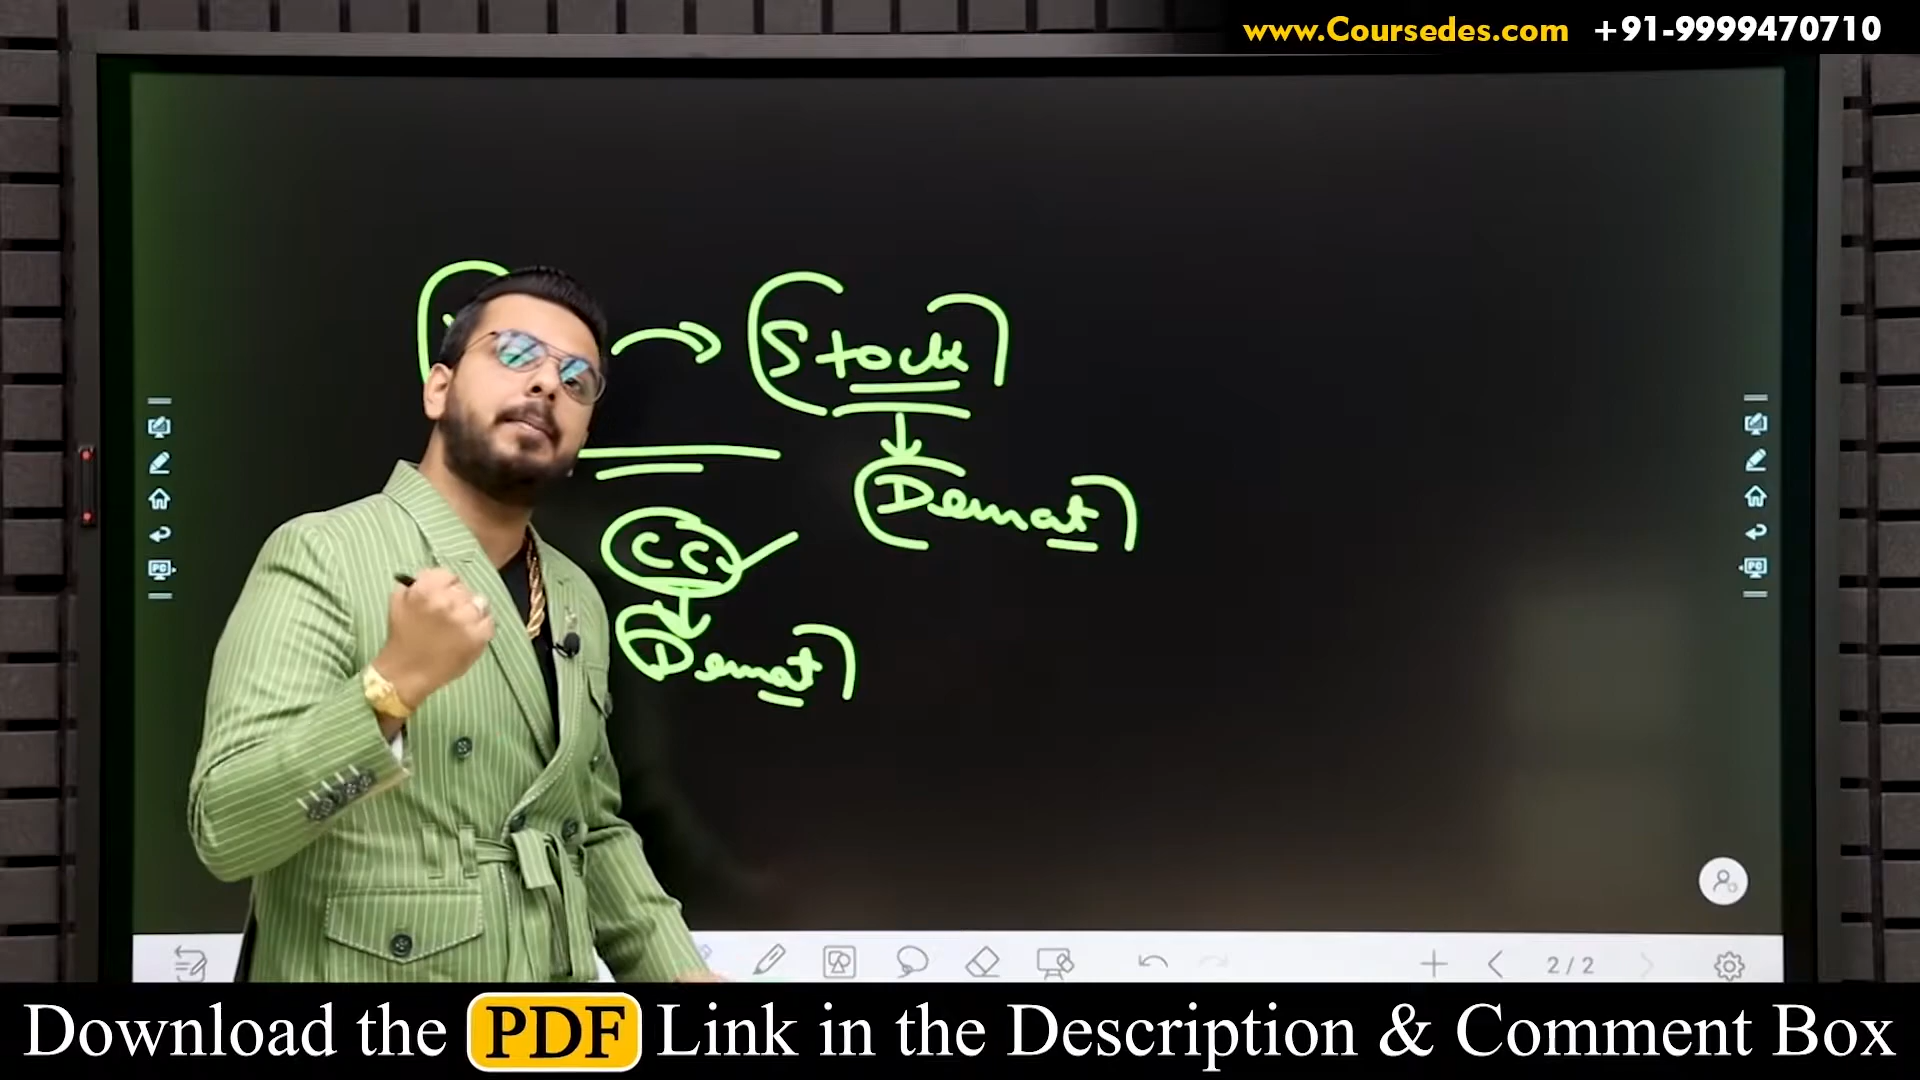 www.Coursedes.com +91-9999470710
Stock
Demat
CC
Demat
2/2
Download the PDF Link in the Description & Comment Box